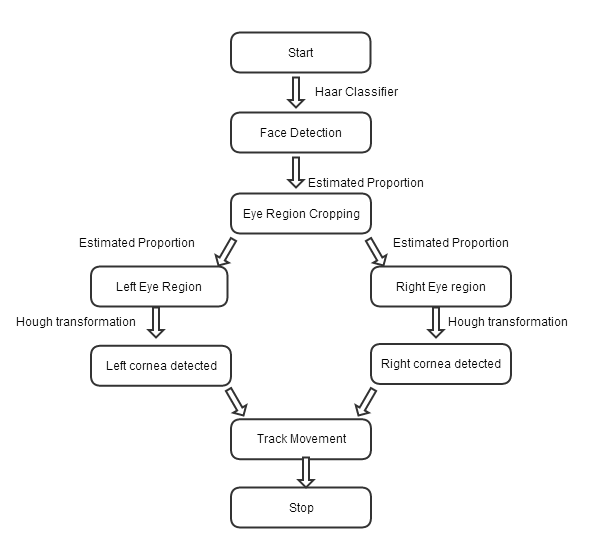 Start
Haar Classifier
Face Detection
Estimated Proportion
Eye Region Cropping
Estimated Proportion
Estimated Proportion
Left Eye Region
Right Eye region
Hough transformation
Hough transformation
Left cornea detected
Right cornea detected
Track Movement
Stop